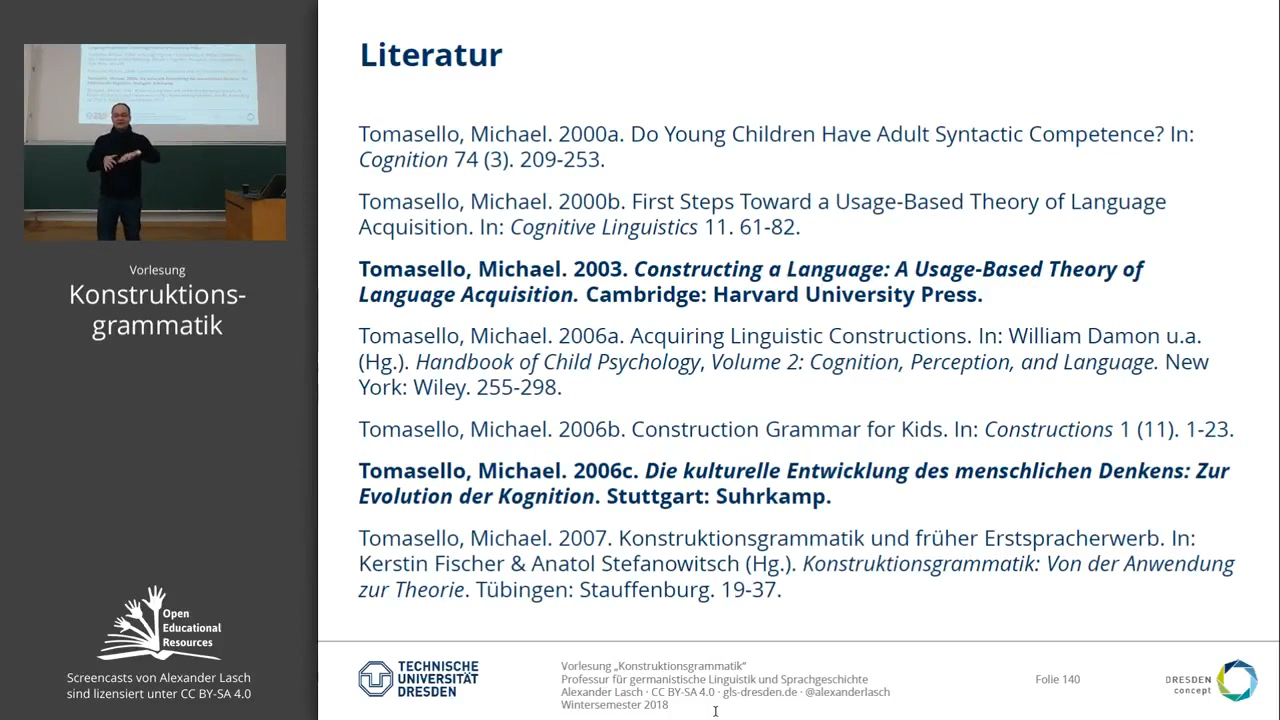 Vorlesung
Konstruktions-
grammatik
Open
Educational
Resources
Screencasts von Alexander Lasch
sind lizensiert unter CC BY-SA 4.0
Literatur
Tomasello, Michael. 2000a. Do Young Children Have Adult Syntactic Competence? In:
Cognition 74 (3). 209-253.
Tomasello, Michael. 2000b. First Steps Toward a Usage-Based Theory of Language
Acquisition. In: Cognitive Linguistics 11. 61-82.
Tomasello, Michael. 2003. Constructing a Language: A Usage-Based Theory of
Language Acquisition. Cambridge: Harvard University Press.
Tomasello, Michael. 2006a. Acquiring Linguistic Constructions. In: William Damon u.a.
(Hg.). Handbook of Child Psychology, Volume 2: Cognition, Perception, and Language. New
York: Wiley. 255-298.
Tomasello, Michael. 2006b. Construction Grammar for Kids. In: Constructions 1 (11). 1-23.
Tomasello, Michael. 2006c. Die kulturelle Entwicklung des menschlichen Denkens: Zur
Evolution der Kognition. Stuttgart: Suhrkamp.
Tomasello, Michael. 2007. Konstruktionsgrammatik und früher Erstspracherwerb. In:
Kerstin Fischer & Anatol Stefanowitsch (Hg.). Konstruktionsgrammatik: Von der Anwendung
zur Theorie. Tübingen: Stauffenburg. 19-37.
TECHNISCHE
UNIVERSITÄT
DRESDEN
Vorlesung „Konstruktionsgrammatik“
Professur für germanistische Linguistik und Sprachgeschichte
Alexander Lasch · CC BY-SA 4.0 · gls-dresden.de · @alexanderlasch
Wintersemester 2018
Folie 140
DRESDEN
concept